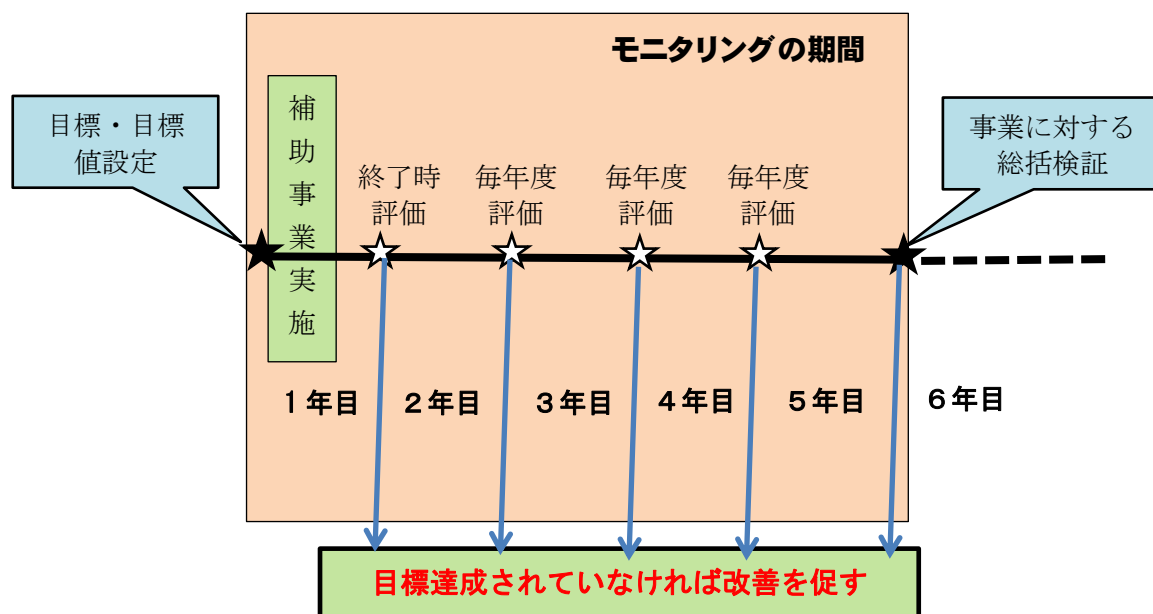 モニタリングの期間
目標・目標
値設定
補助事業実施
終了時
評価
毎年度
評価
毎年度
評価
毎年度
評価
事業に対する
総括検証
1年目
2年目
3年目
4年目
5年目
6年目
目標達成されていなければ改善を促す